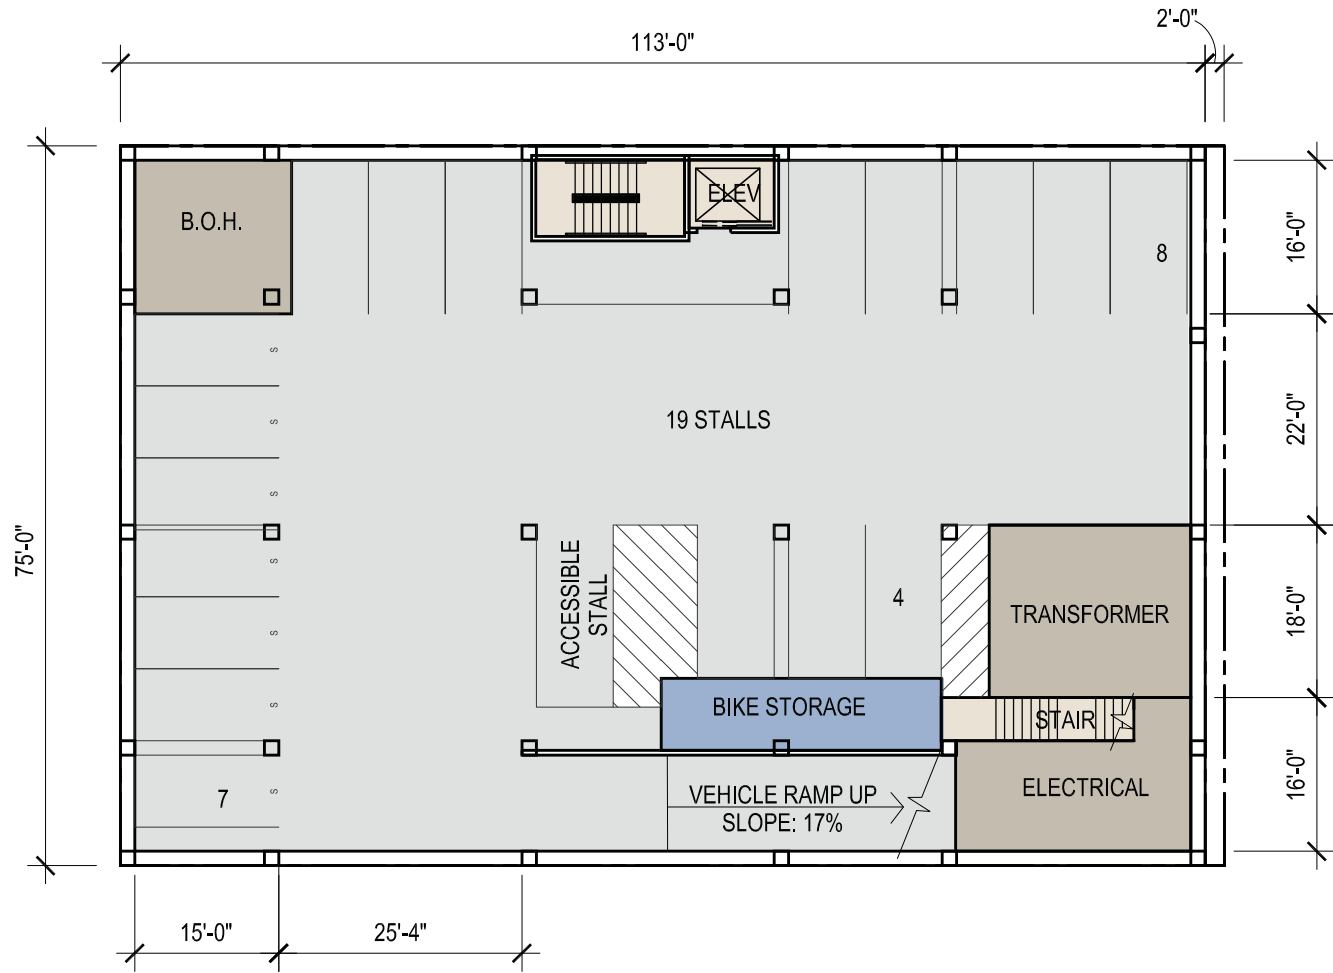 2'-0"
113'-0"
B.O.H.
ELEV
8
16'-0"
S
19 STALLS
22'-0"
S
S
75'-0"
ACCESSIBLE
STALL
S
4
TRANSFORMER
18'-0"
S
S
BIKE STORAGE
STAIR
7
S
VEHICLE RAMP UP
SLOPE: 17%
ELECTRICAL
16'-0"
15'-0"
25'-4"